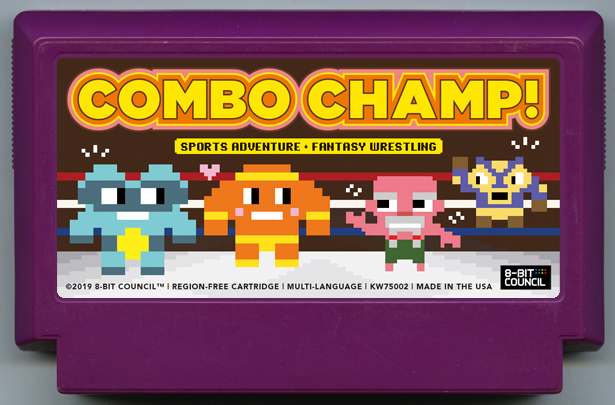 COMBO CHAMP!
SPORTS ADVENTURE • FANTASY WRESTLING
©2019 8-BIT COUNCIL™ | REGION-FREE CARTRIDGE | MULTI-LANGUAGE | KW75002 | MADE IN THE USA
8-BIT
COUNCIL